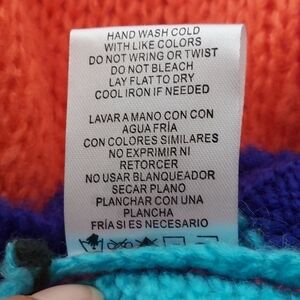 HAND WASH COLD
WITH LIKE COLORS
DO NOT WRING OR TWIST
DO NOT BLEACH
LAY FLAT TO DRY
COOL IRON IF NEEDED
LAVAR A MANO CON CON
AGUA FRÍA
CON COLORES SIMILARES
NO EXPRIMIR NI
RETORCER
NO USAR BLANQUEADOR
SECAR PLANO
PLANCHAR CON UNA
PLANCHA
FRÍA SI ES NECESARIO